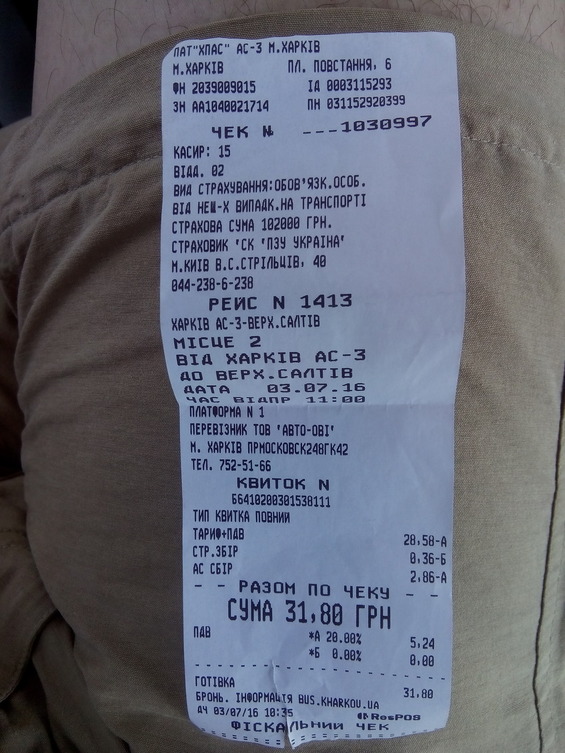 ПАТ"ХПАС" АС-3 М.ХАРКІВ
М.ХАРКІВ ПЛ. ПОВСТАННЯ, 6
ФН 2039009015 ІД 0003115293
ЗН АА1040021714 ПН 031152920399
ЧЕК № ___1030997
КАСИР: 15
ВІДД. 02
ВИД СТРАХУВАННЯ:ОБОВ'ЯЗК.ОСОБ.
ВІД НЕЩ-Х ВИПАДК.НА ТРАНСПОРТІ
СТРАХОВА СУМА 102000 ГРН.
СТРАХОВИК 'СК 'ПЗУ УКРАЇНА'
М.КИЇВ В.С.СТРІЛЬЦІВ, 40
044-238-6-238
РЕЙС N 1413
ХАРКІВ АС-3-ВЕРХ.САЛТІВ
МІСЦЕ 2
ВІД ХАРКІВ АС-3
ДО ВЕРХ.САЛТІВ
ДАТА 03.07.16
ЧАС ВІДПР 11:00
ПЛАТФОРМА N 1
ПЕРЕВІЗНИК ТОВ 'АВТО-ОВІ'
М. ХАРКІВ ПРМОСКОВСК248ГК42
ТЕЛ. 752-51-66
КВИТОК N
Б6410200301538111
ТИП КВИТКА ПОВНИЙ
ТАРИФ+ПДВ 28,58-А
СТР.ЗБІР 0,36-Б
АС ЗБІР 2,86-А
- - РАЗОМ ПО ЧЕКУ - -
СУМА 31,80 ГРН
ПДВ *А 20.00% 5,24
*Б 0.00% 0,00
ГОТІВКА 31,80
БРОНЬ. ІНФОРМАЦІЯ BUS.KHARKOV.UA
ДЧ 03/07/16 10:35 RosPOS
ФІСКАЛЬНИЙ ЧЕК